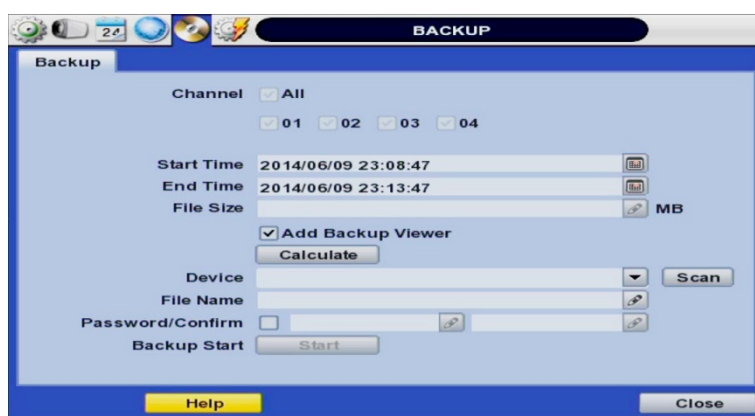 24 BACKUP
Backup
Channel All
01 02 03 04
Start Time 2014/06/09 23:08:47
End Time 2014/06/09 23:13:47
File Size MB
Add Backup Viewer
Calculate
Device Scan
File Name
Password/Confirm
Backup Start Start
Help Close